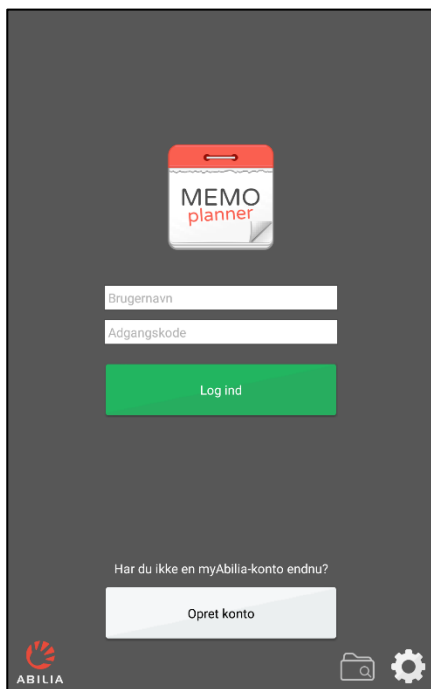 MEMO
planner
Brugernavn
Adgangskode
Log ind
Har du ikke en myAbilia-konto endnu?
Opret konto
ABILIA